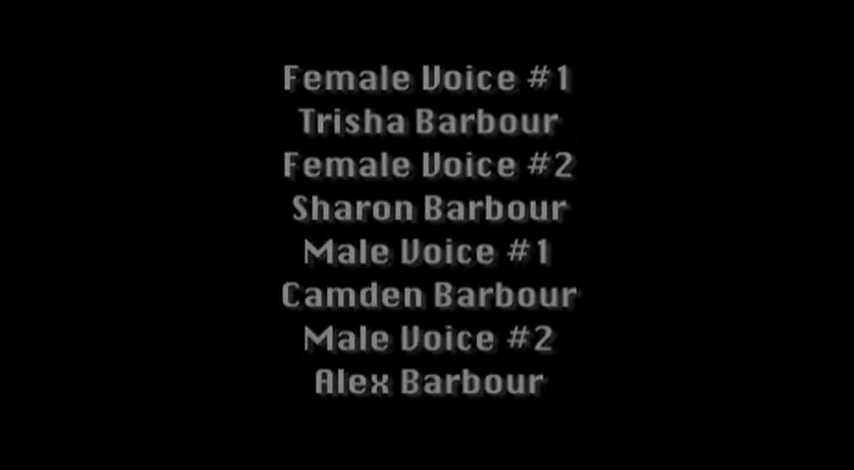 Female Voice #1
Trisha Barbour
Female Voice #2
Sharon Barbour
Male Voice #1
Camden Barbour
Male Voice #2
Alex Barbour